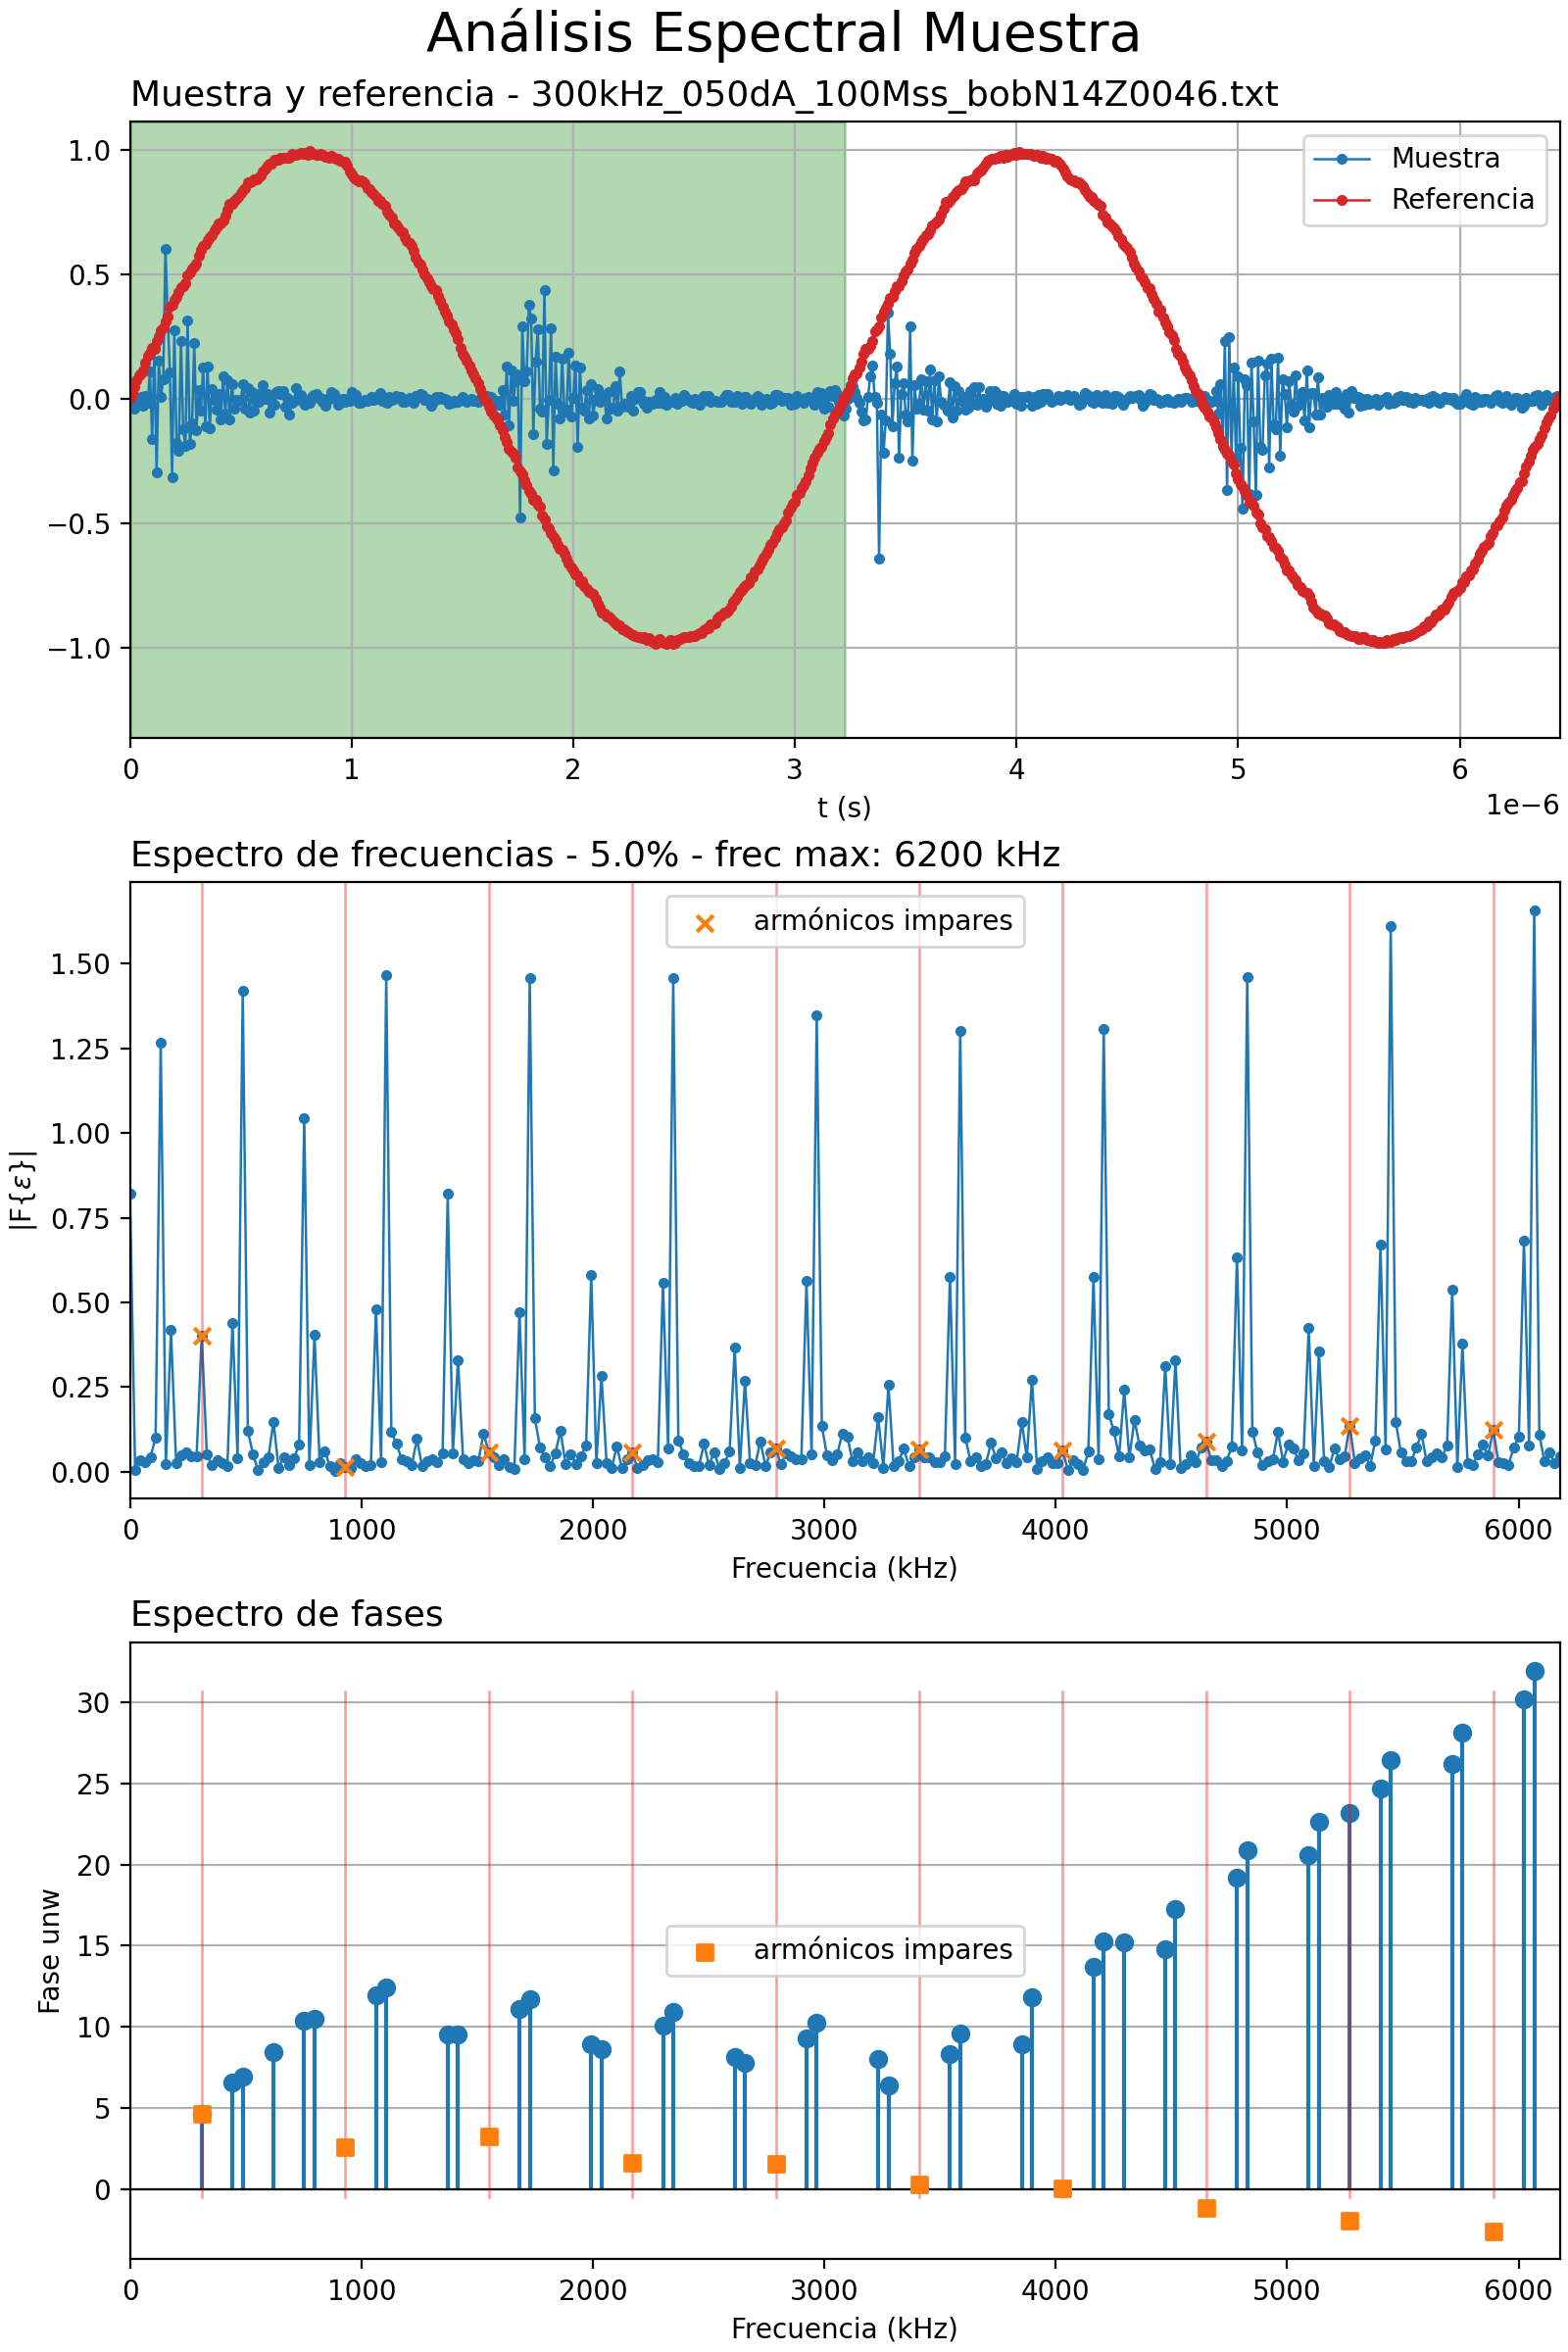 Análisis Espectral Muestra
Muestra y referencia - 300kHz_050dA_100Mss_bobN14Z0046.txt
Muestra
Referencia
1.0
0.5
0.0
−0.5
−1.0
0 1 2 3 4 5 6
t (s)
1e−6
Espectro de frecuencias - 5.0% - frec max: 6200 kHz
armónicos impares
|F{ε}|
1.50
1.25
1.00
0.75
0.50
0.25
0.00
0 1000 2000 3000 4000 5000 6000
Frecuencia (kHz)
Espectro de fases
armónicos impares
Fase unw
30
25
20
15
10
5
0
0 1000 2000 3000 4000 5000 6000
Frecuencia (kHz)